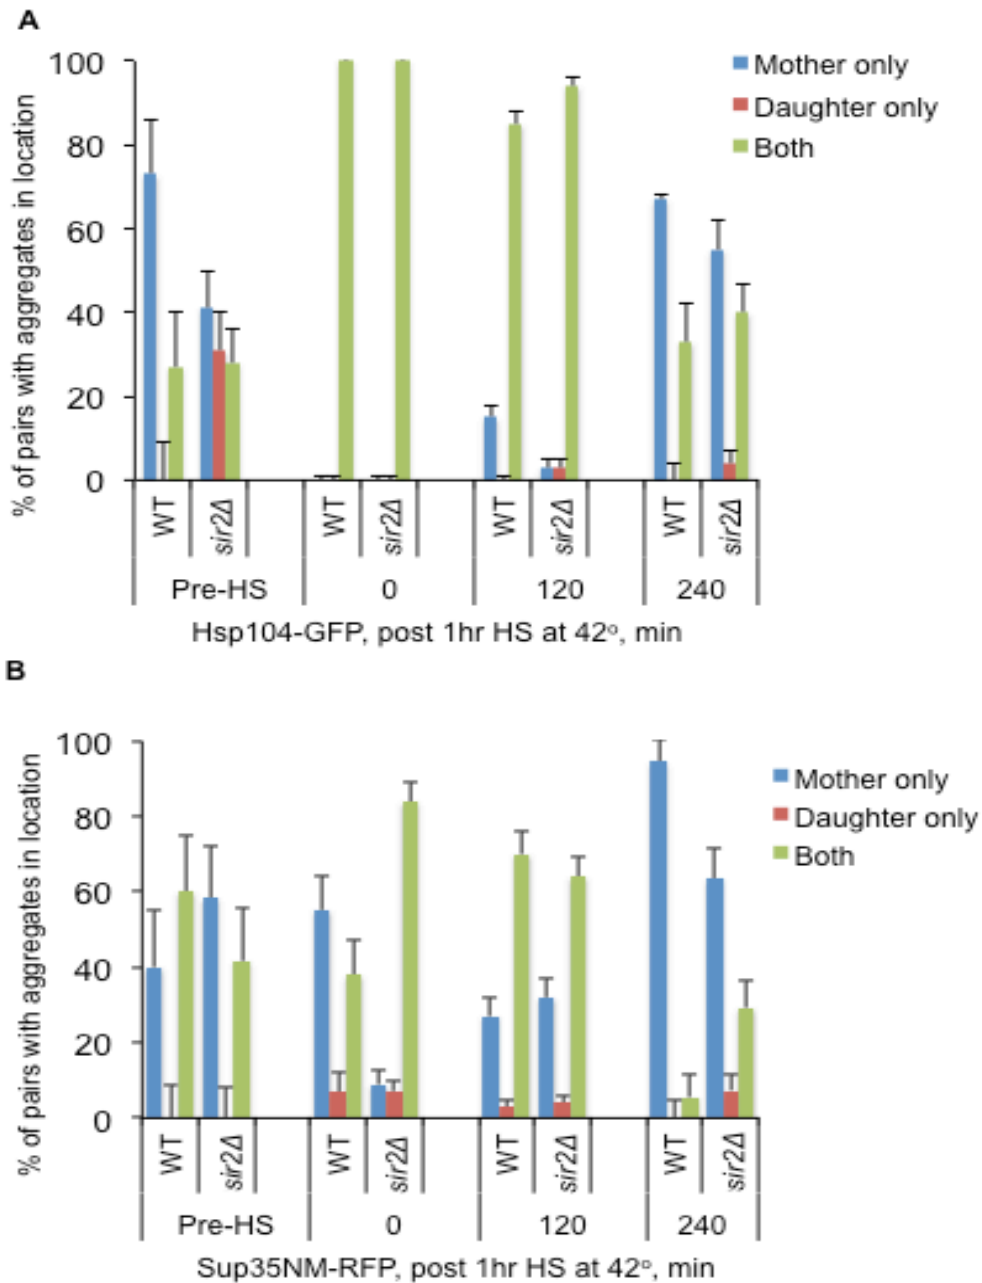 A
% of pairs with aggregates in location
100
80
60
40
20
0
Mother only
Daughter only
Both
WT
sir2Δ
WT
sir2Δ
WT
sir2Δ
WT
sir2Δ
Pre-HS
0
120
240
Hsp104-GFP, post 1hr HS at 42º, min
B
% of pairs with aggregates in location
100
80
60
40
20
0
Mother only
Daughter only
Both
WT
sir2Δ
WT
sir2Δ
WT
sir2Δ
WT
sir2Δ
Pre-HS
0
120
240
Sup35NM-RFP, post 1hr HS at 42º, min